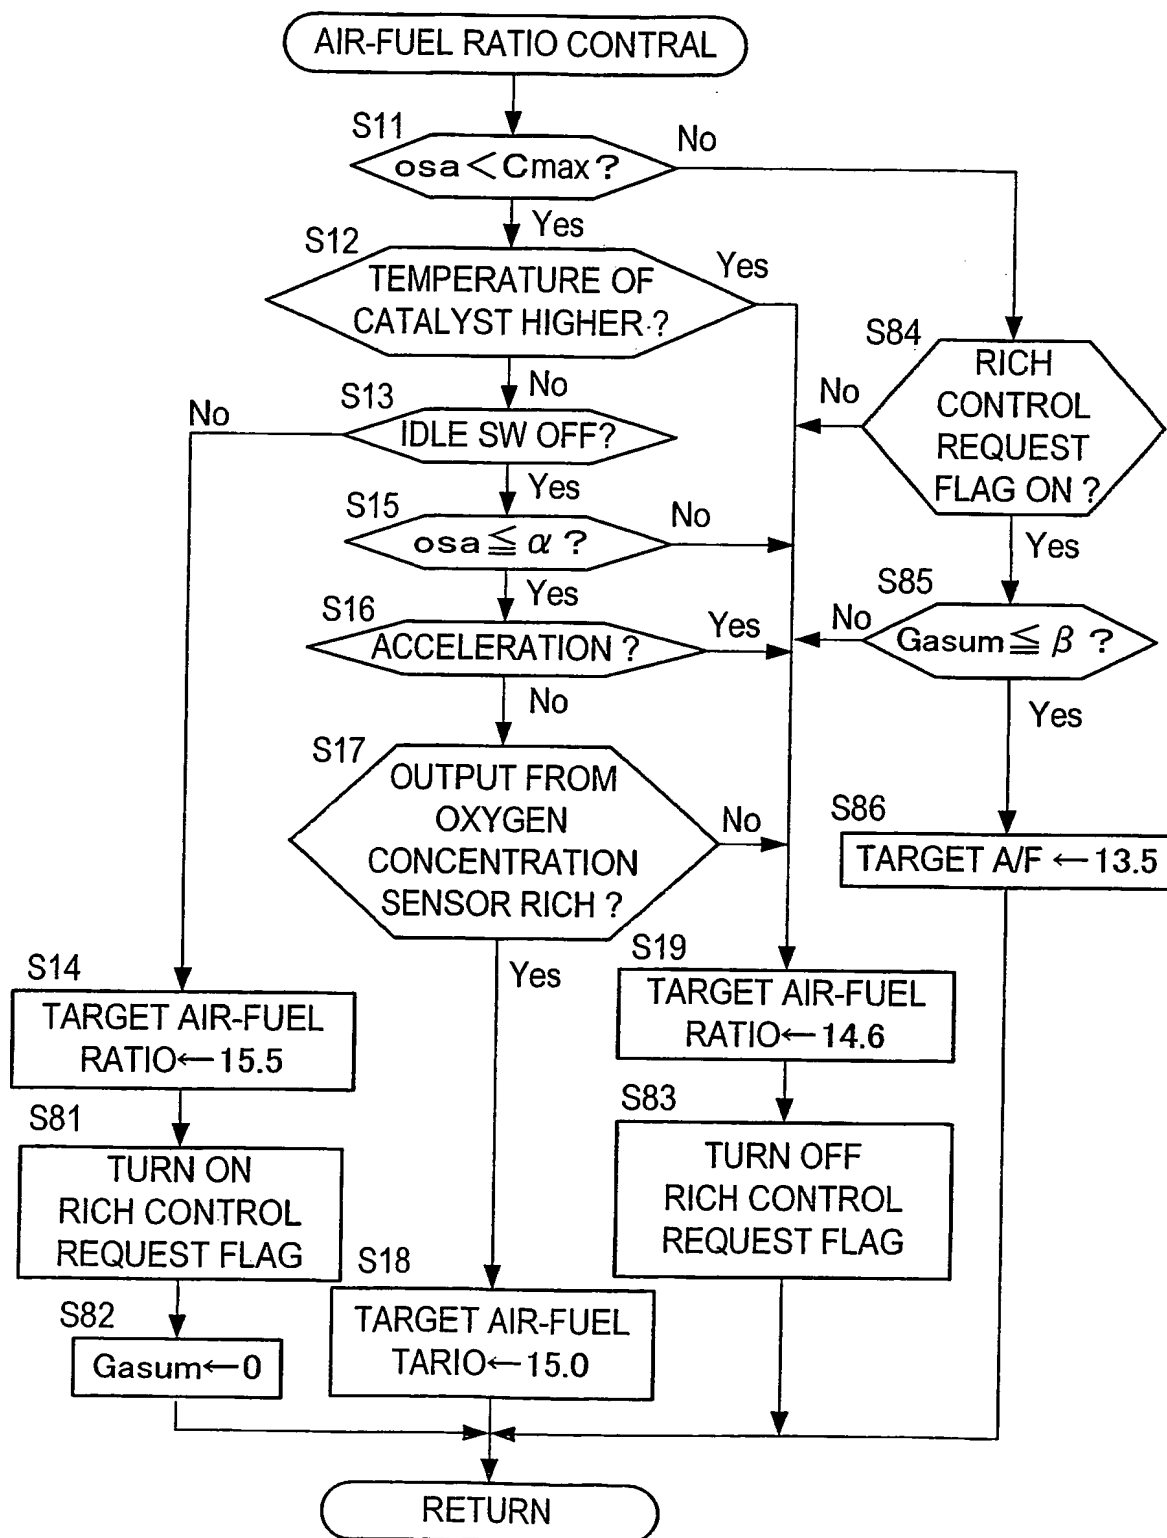 AIR-FUEL RATIO CONTRAL
S11
osa<Cmax?
No
Yes
S12
TEMPERATURE OF
CATALYST HIGHER?
Yes
No
S84
RICH
CONTROL
REQUEST
FLAG ON ?
No
Yes
S13
IDLE SW OFF?
No
Yes
S15
osa≦ α ?
No
Yes
S85
Gasum≦ β ?
No
Yes
S16
ACCELERATION ?
Yes
No
S17
OUTPUT FROM
OXYGEN
CONCENTRATION
SENSOR RICH ?
No
Yes
S86
TARGET A/F ←13.5
S14
TARGET AIR-FUEL
RATIO←15.5
S19
TARGET AIR-FUEL
RATIO←14.6
S81
TURN ON
RICH CONTROL
REQUEST FLAG
S83
TURN OFF
RICH CONTROL
REQUEST FLAG
S82
Gasum←0
S18
TARGET AIR-FUEL
TARIO←15.0
RETURN